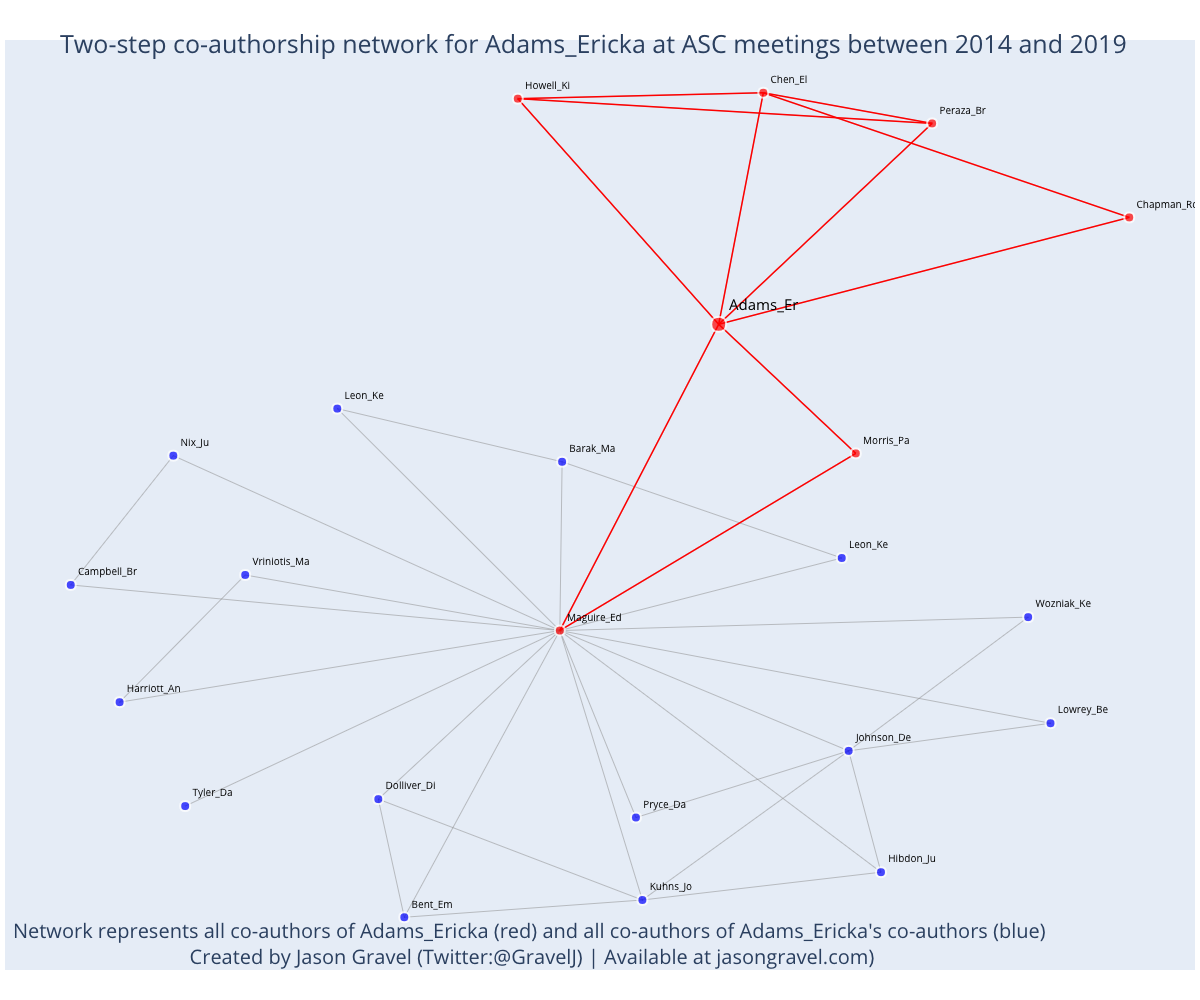 Two-step co-authorship network for Adams_Ericka at ASC meetings between 2014 and 2019
Chen_El
Howell_Ki
Peraza_Br
Chapman_Ro
Adams_Er
Leon_Ke
Nix_Ju
Morris_Pa
Barak_Ma
Leon_Ke
Vriniotis_Ma
Campbell_Br
Wozniak_Ke
Maguire_Ed
Harriott_An
Lowrey_Be
Johnson_De
Dolliver_Di
Tyler_Da
Pryce_Da
Hibdon_Ju
Kuhns_Jo
Bent_Em
Network represents all co-authors of Adams_Ericka (red) and all co-authors of Adams_Ericka's co-authors (blue)
Created by Jason Gravel (Twitter:@GravelJ) | Available at jasongravel.com)